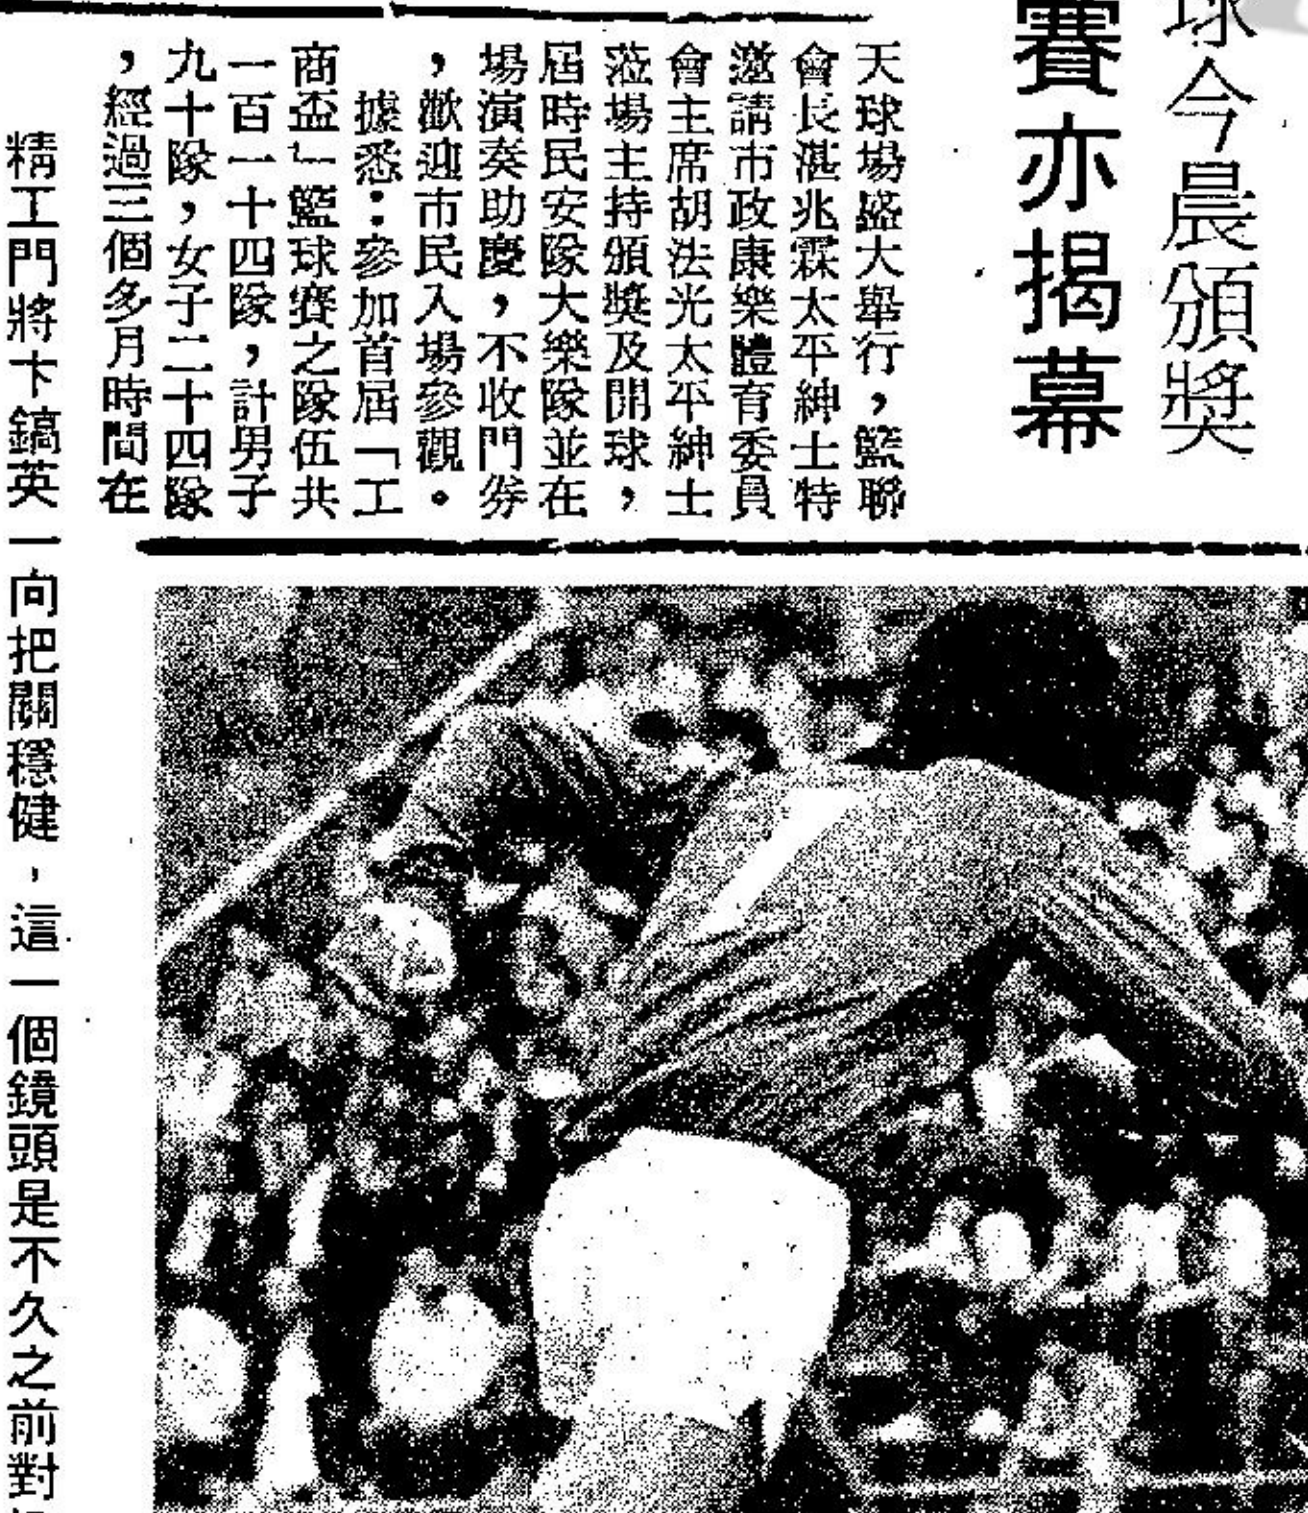 球今晨頒獎
賽亦揭幕
天球場盛大舉行，籃聯
會長湛兆霖太平紳士特
邀請市政康樂體育委員
會主席胡法光太平紳士
蒞場主持頒獎及開球，
屆時民安隊大樂隊並在
場演奏助慶，不收門券
，歡迎市民入場參觀。
據悉：參加首屆「工
商盃」籃球賽之隊伍共
一百一十四隊，計男子
九十隊，女子二十四隊
，經過三個多月時間在
精工門將卞鎬英一向把關穩健，這一個鏡頭是不久之前對